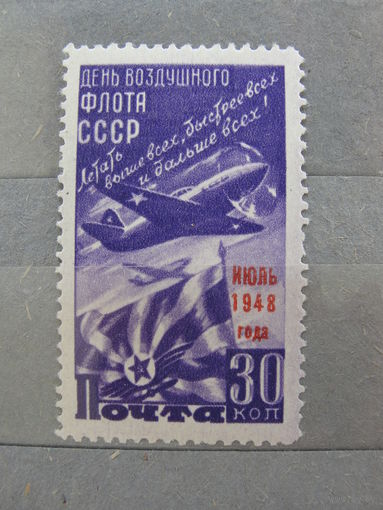 ДЕНЬ ВОЗДУШНОГО
ФЛОТА
СССР
Летать
выше всех, быстрее всех
и дальше всех!
ИЮЛЬ
1948
года
30
КОП
Почта